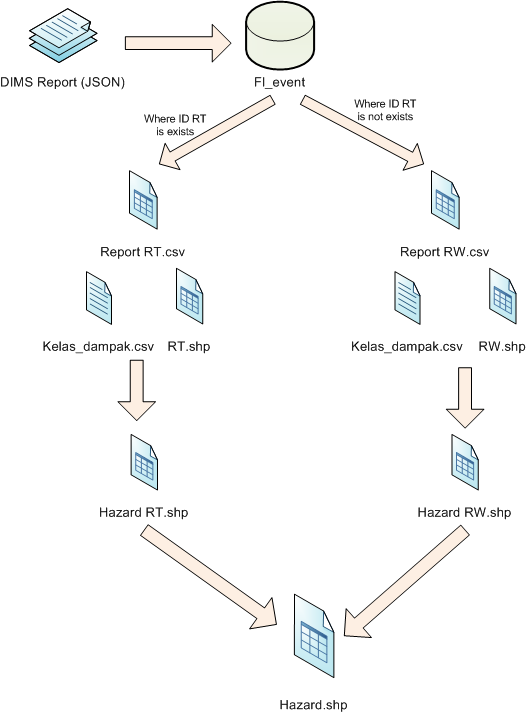 DIMS Report (JSON)
FI_event
Where ID RT
is exists
Where ID RT
is not exists
Report RT.csv
Report RW.csv
Kelas_dampak.csv
RT.shp
Kelas_dampak.csv
RW.shp
Hazard RT.shp
Hazard RW.shp
Hazard.shp